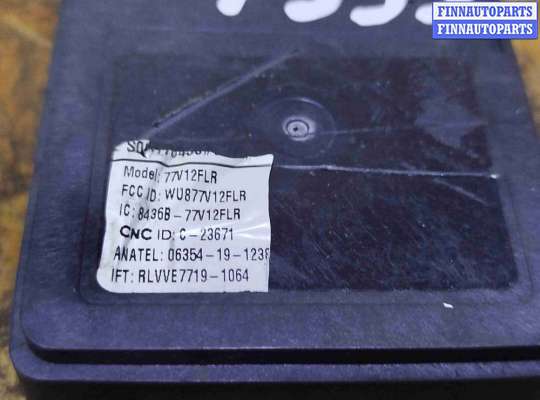 FINNAUTOPARTS
FINNAUTOPARTS
Model: 77V12FLR
FCC ID: WU877V12FLR
IC: 8436B-77V12FLR
CNC ID: C-23671
ANATEL: 06354-19-1238
IFT: RLVVE7719-1064